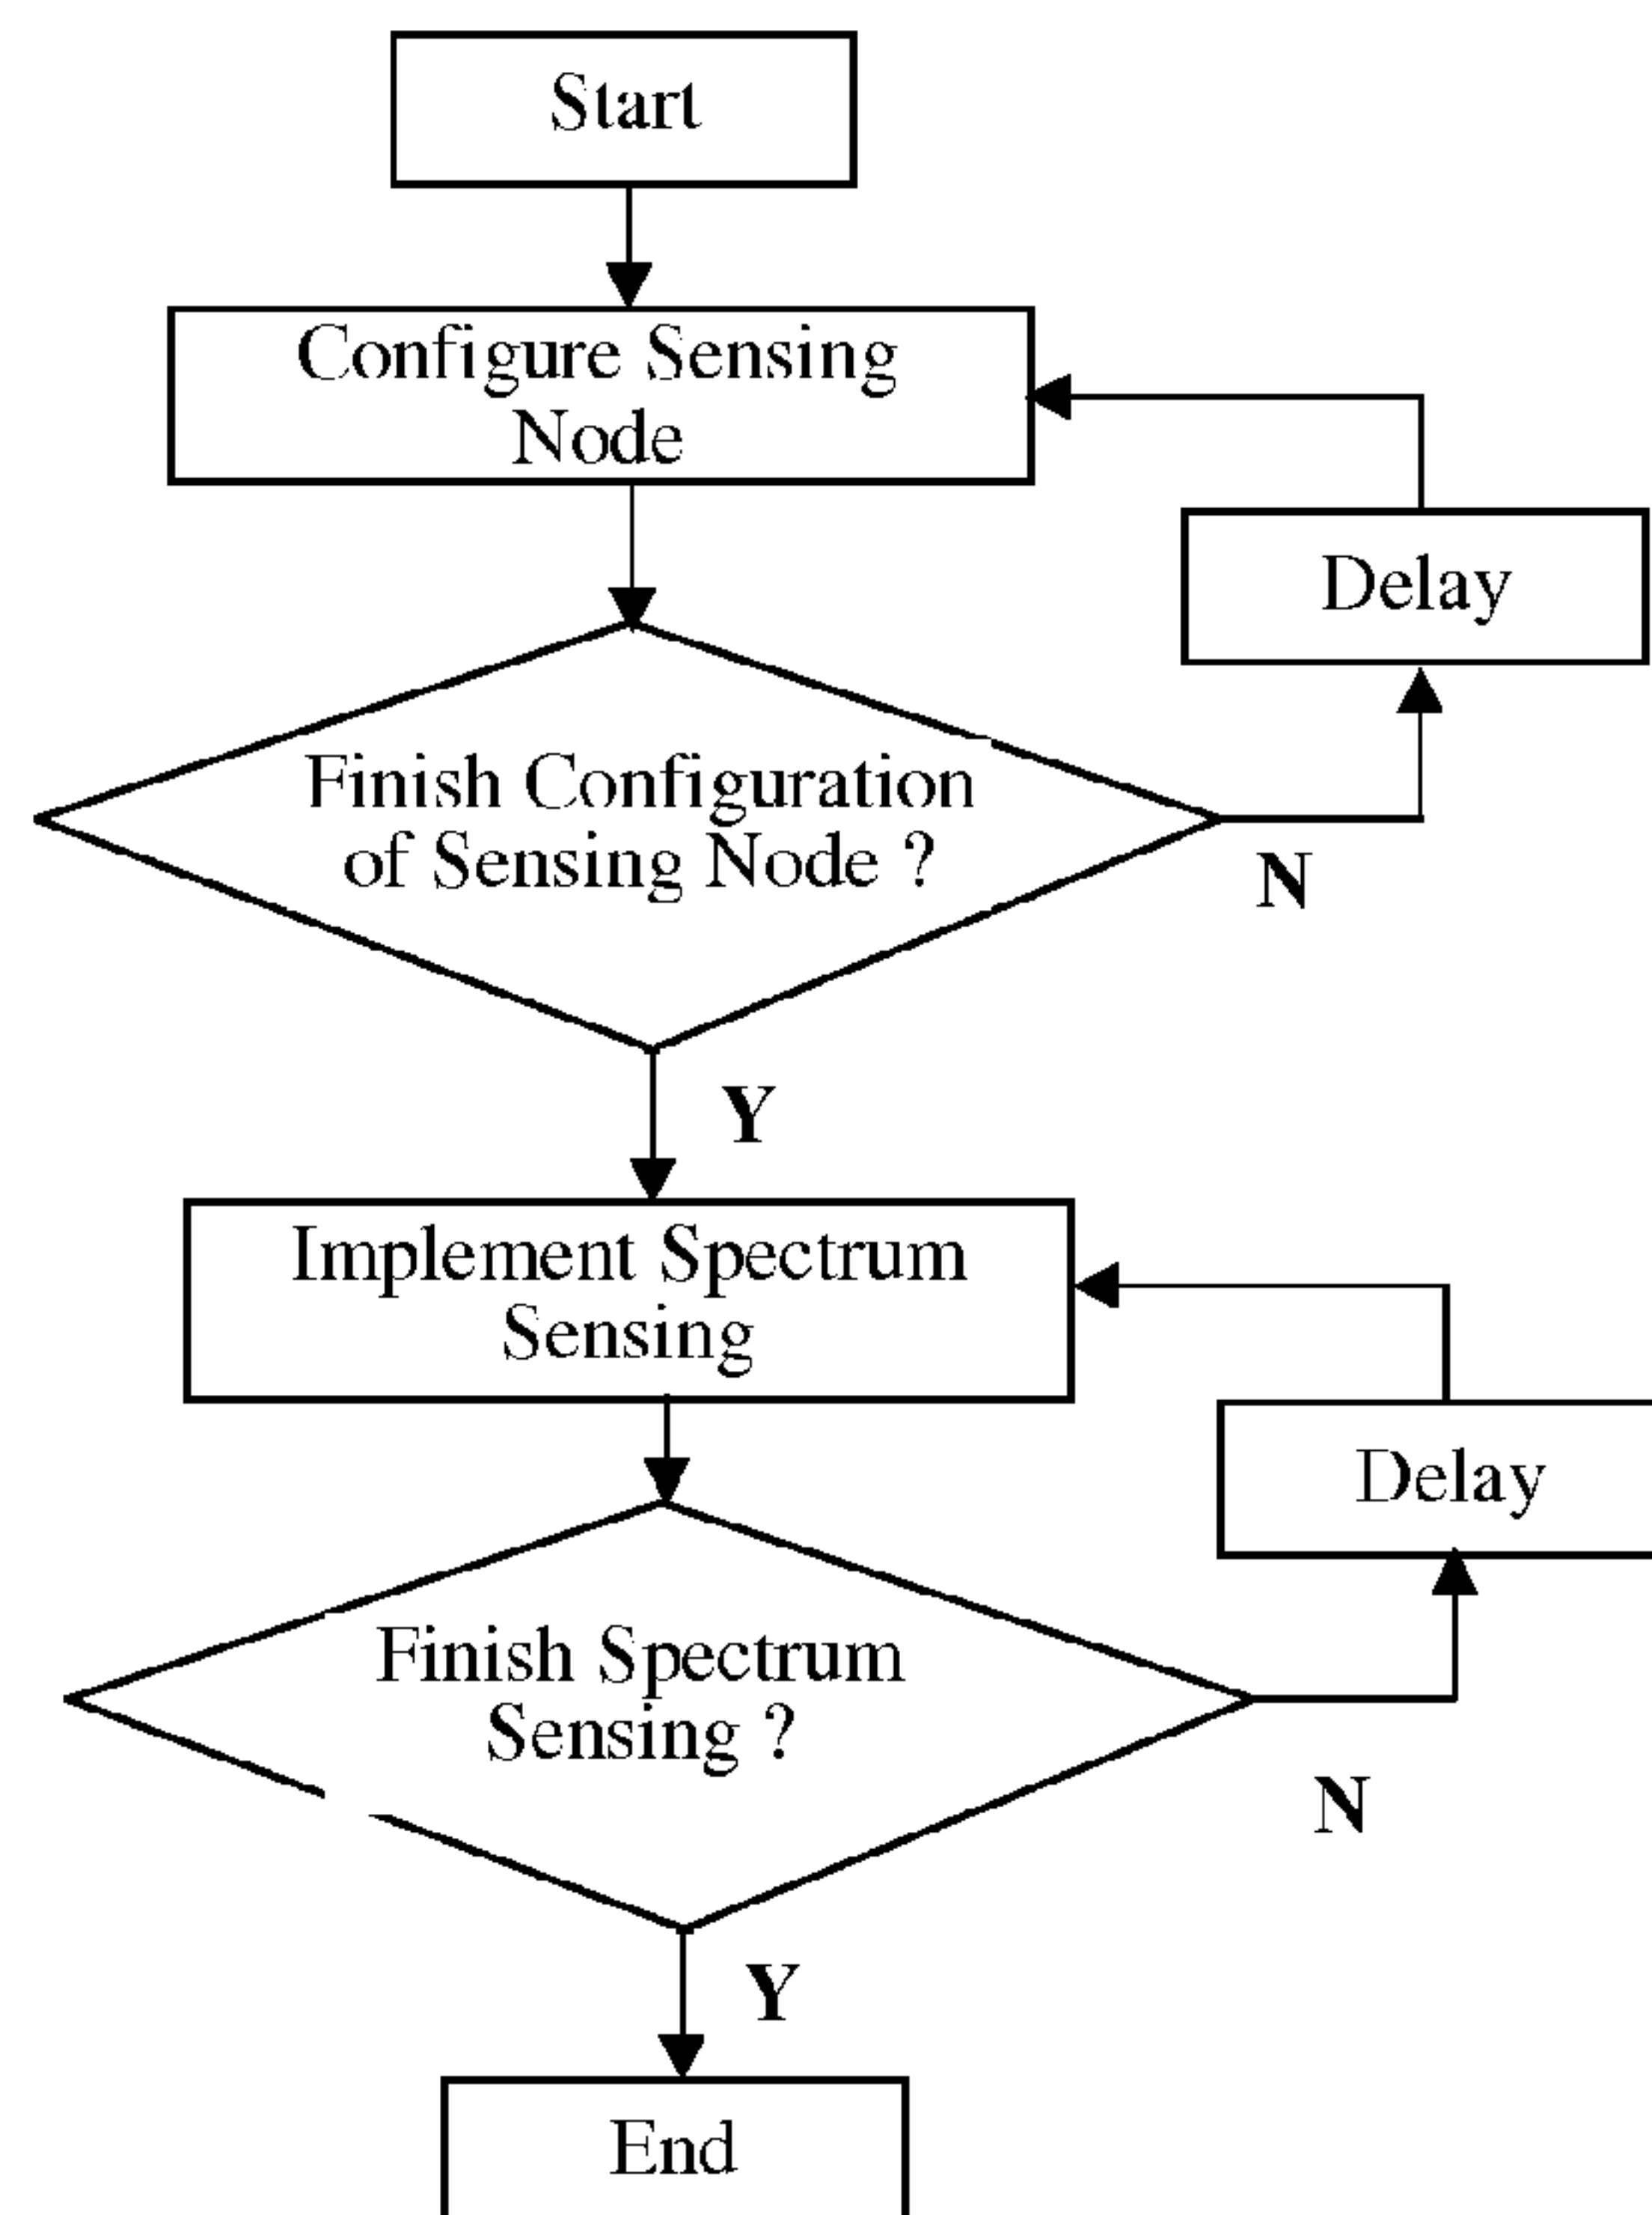 Start
Configure Sensing
Node
Delay
Finish Configuration
of Sensing Node ?
N
Y
Implement Spectrum
Sensing
Delay
Finish Spectrum
Sensing ?
N
Y
End